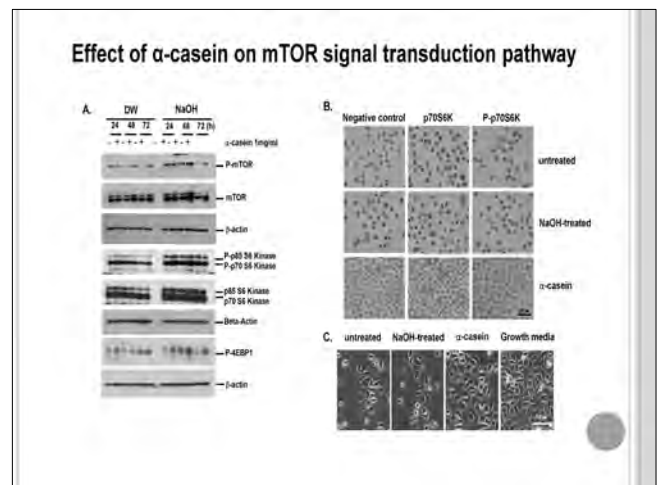 Effect of α-casein on mTOR signal transduction pathway
A.
DW NaOH
24 48 72 24 48 72 (h)
- + - + - + - + - + α-casein 1mg/ml
P-mTOR
mTOR
β-actin
P-p85 S6 Kinase
P-p70 S6 Kinase
p85 S6 Kinase
p70 S6 Kinase
Beta-Actin
P-4EBP1
β-actin
B.
Negative control p70S6K P-p70S6K
untreated
NaOH-treated
α-casein
C.
untreated NaOH-treated α-casein Growth media